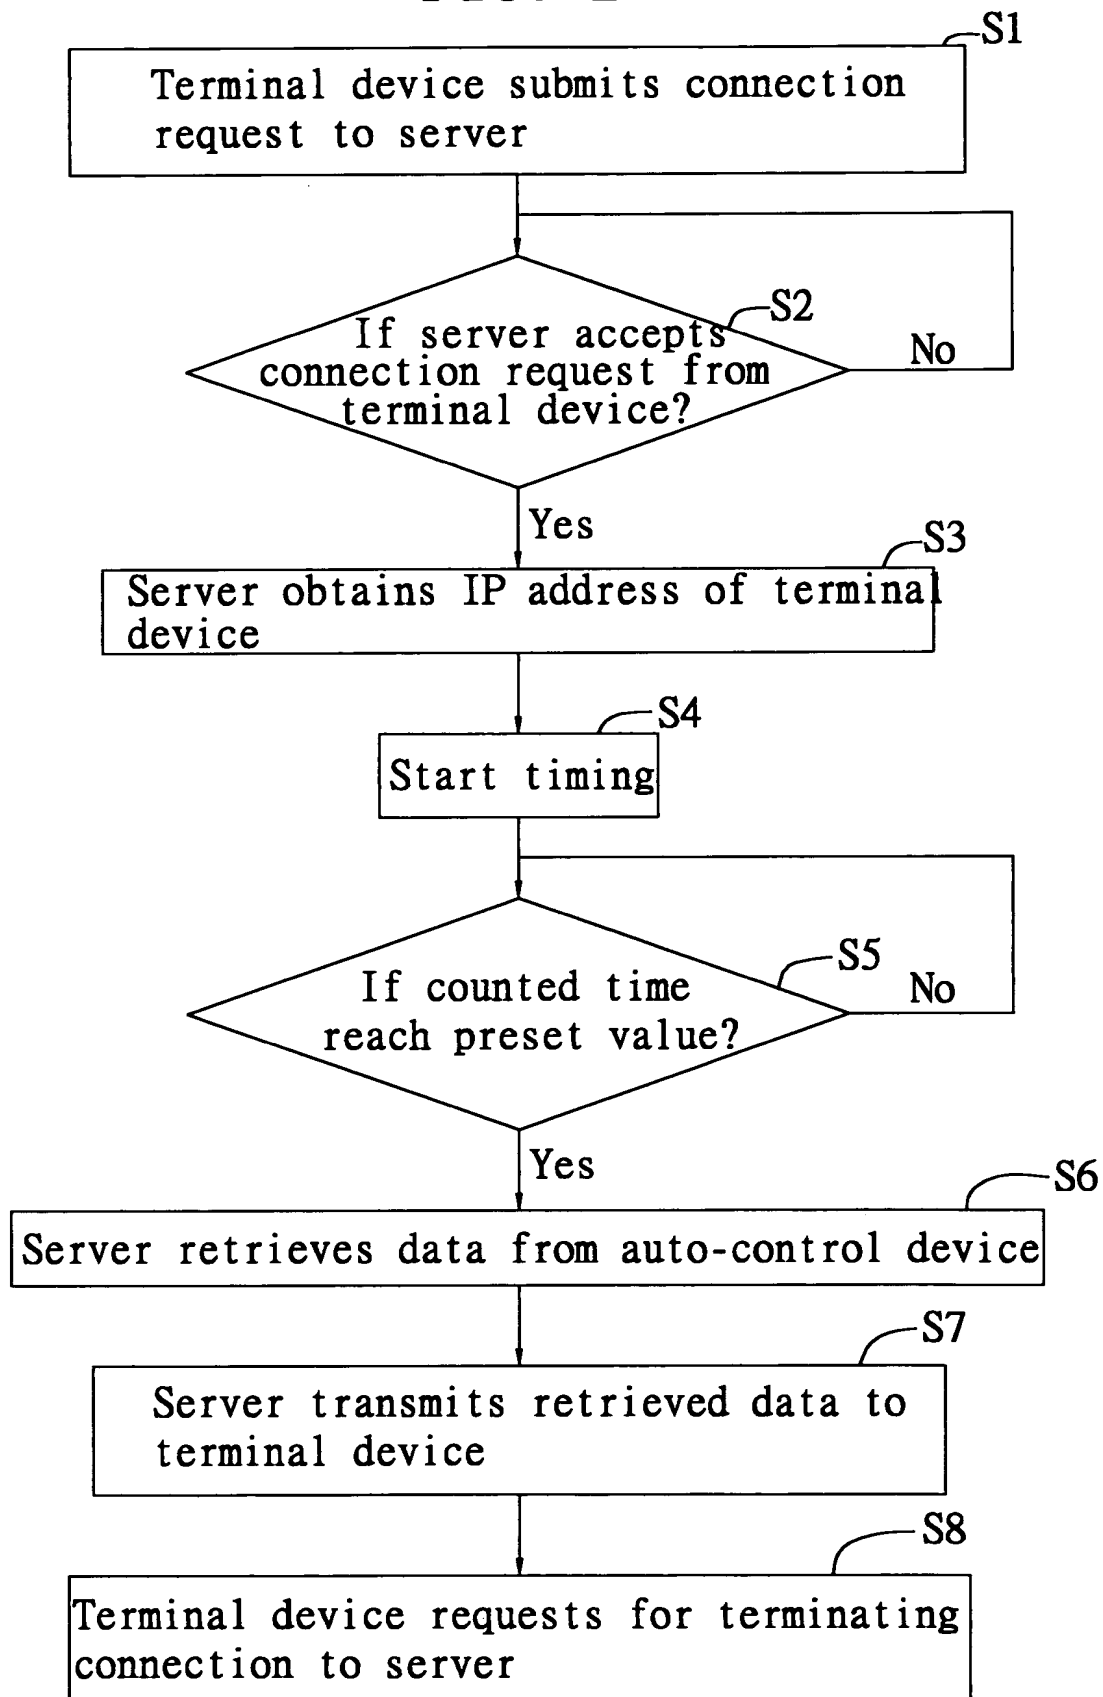 S1
Terminal device submits connection
request to server
S2
If server accepts
connection request from
terminal device?
No
Yes
S3
Server obtains IP address of terminal
device
S4
Start timing
S5
If counted time
reach preset value?
No
Yes
S6
Server retrieves data from auto-control device
S7
Server transmits retrieved data to
terminal device
S8
Terminal device requests for terminating
connection to server